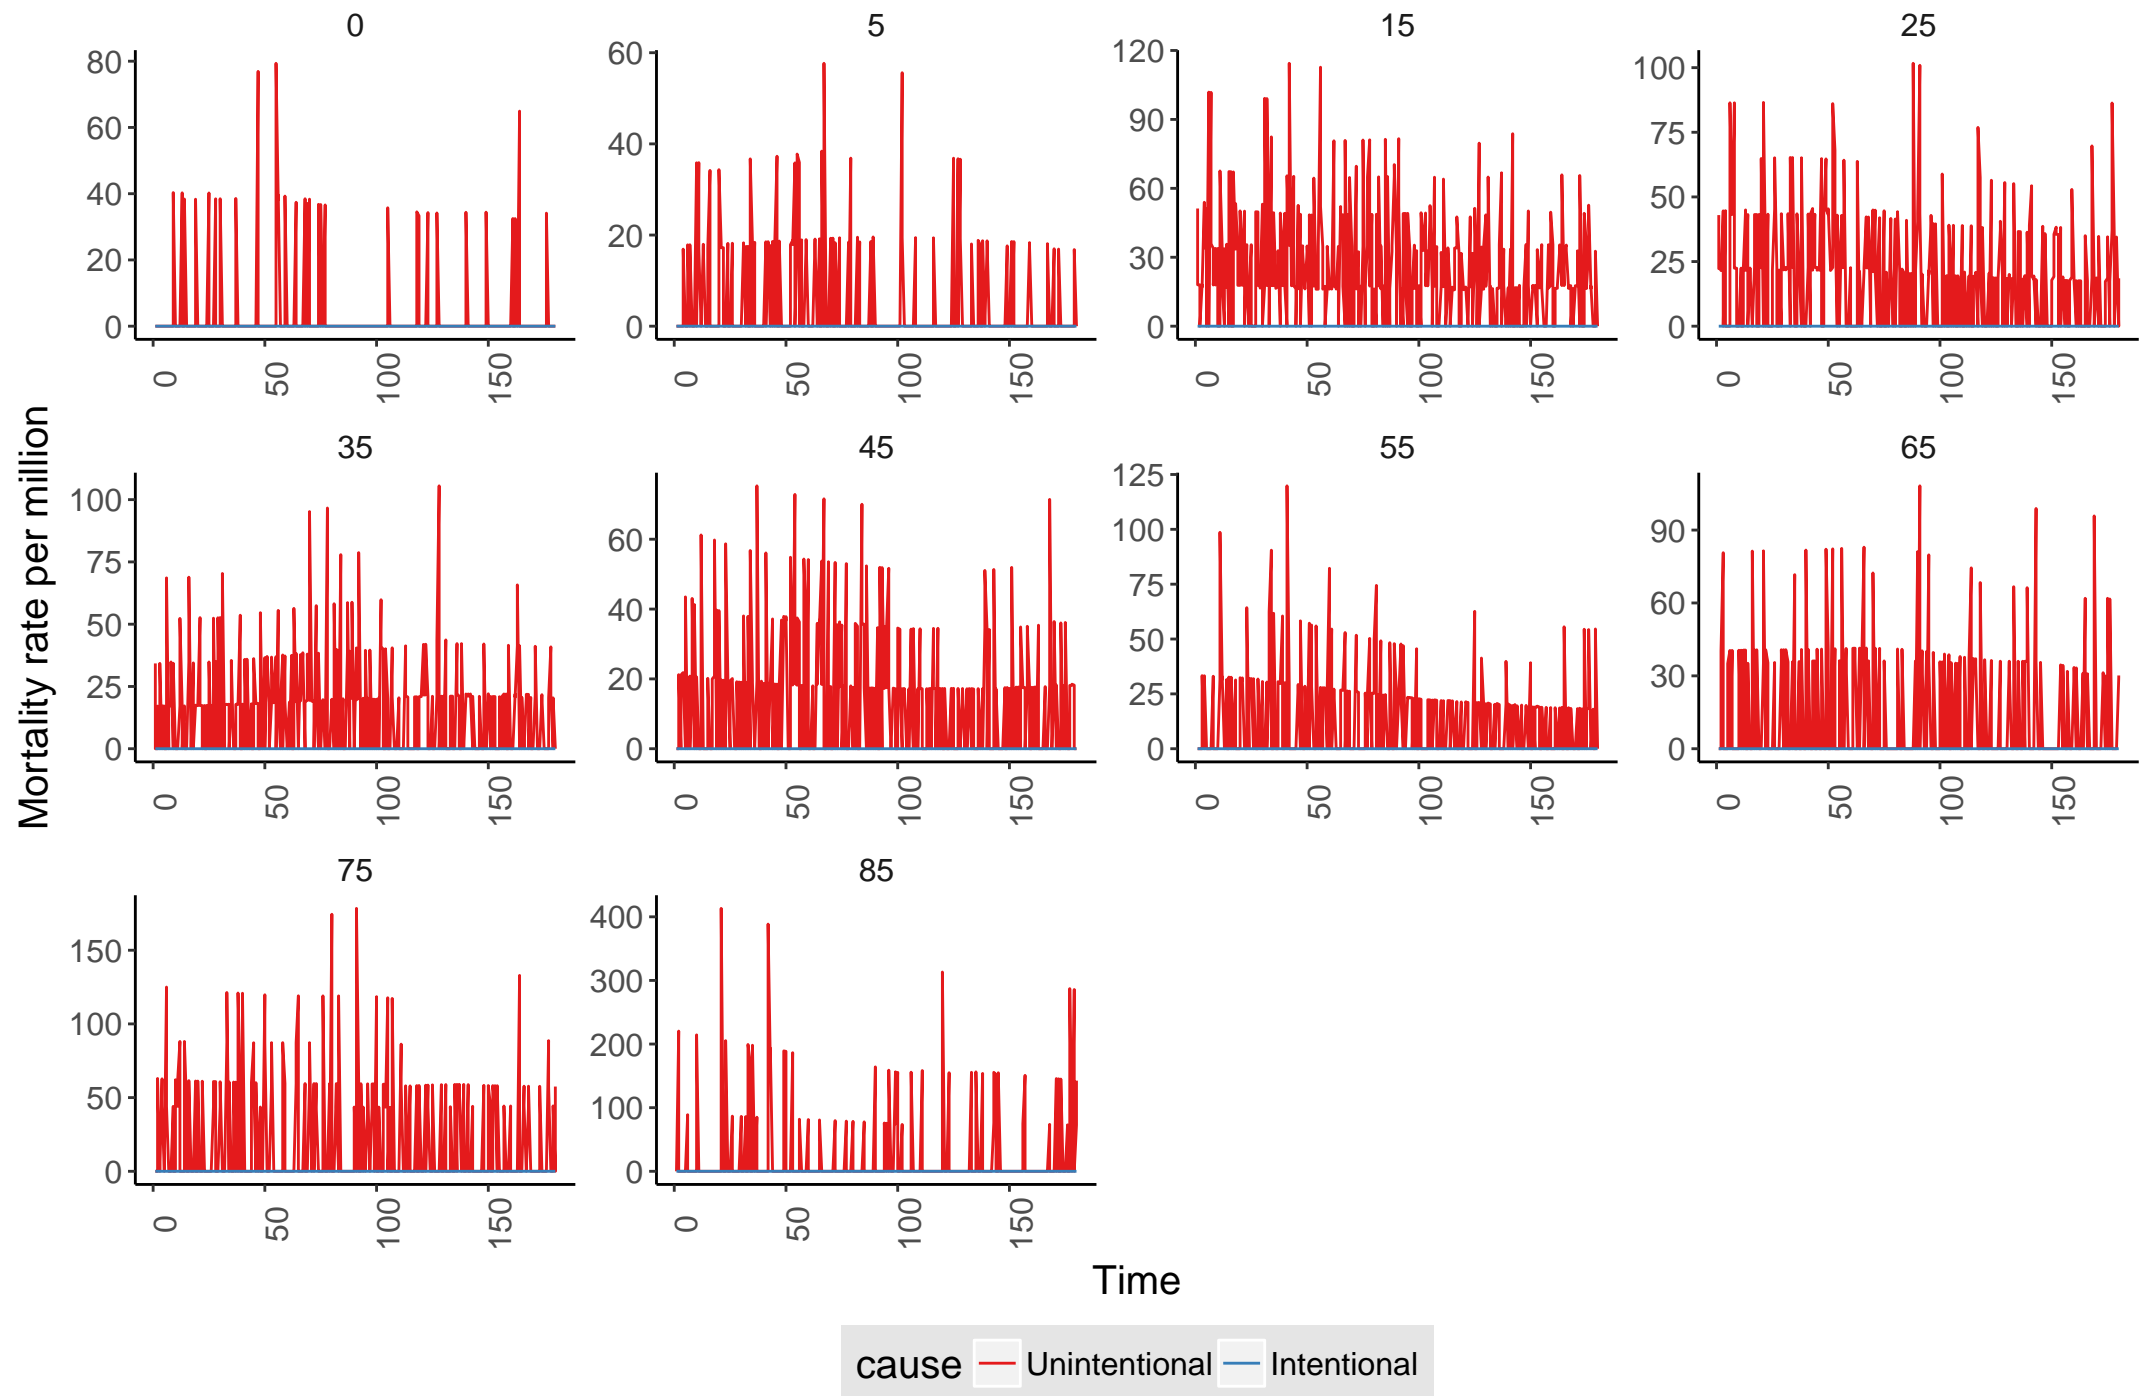 0 5 15 25
80 60 40 20 0
60 40 20 0
120 90 60 30 0
100 75 50 25 0
0 50 100 150
0 50 100 150
0 50 100 150
0 50 100 150
Mortality rate per million
35 45 55 65
100 75 50 25 0
60 40 20 0
125 100 75 50 25 0
90 60 30 0
0 50 100 150
0 50 100 150
0 50 100 150
0 50 100 150
75 85
150 100 50 0
400 300 200 100 0
0 50 100 150
0 50 100 150
Time
cause Unintentional Intentional